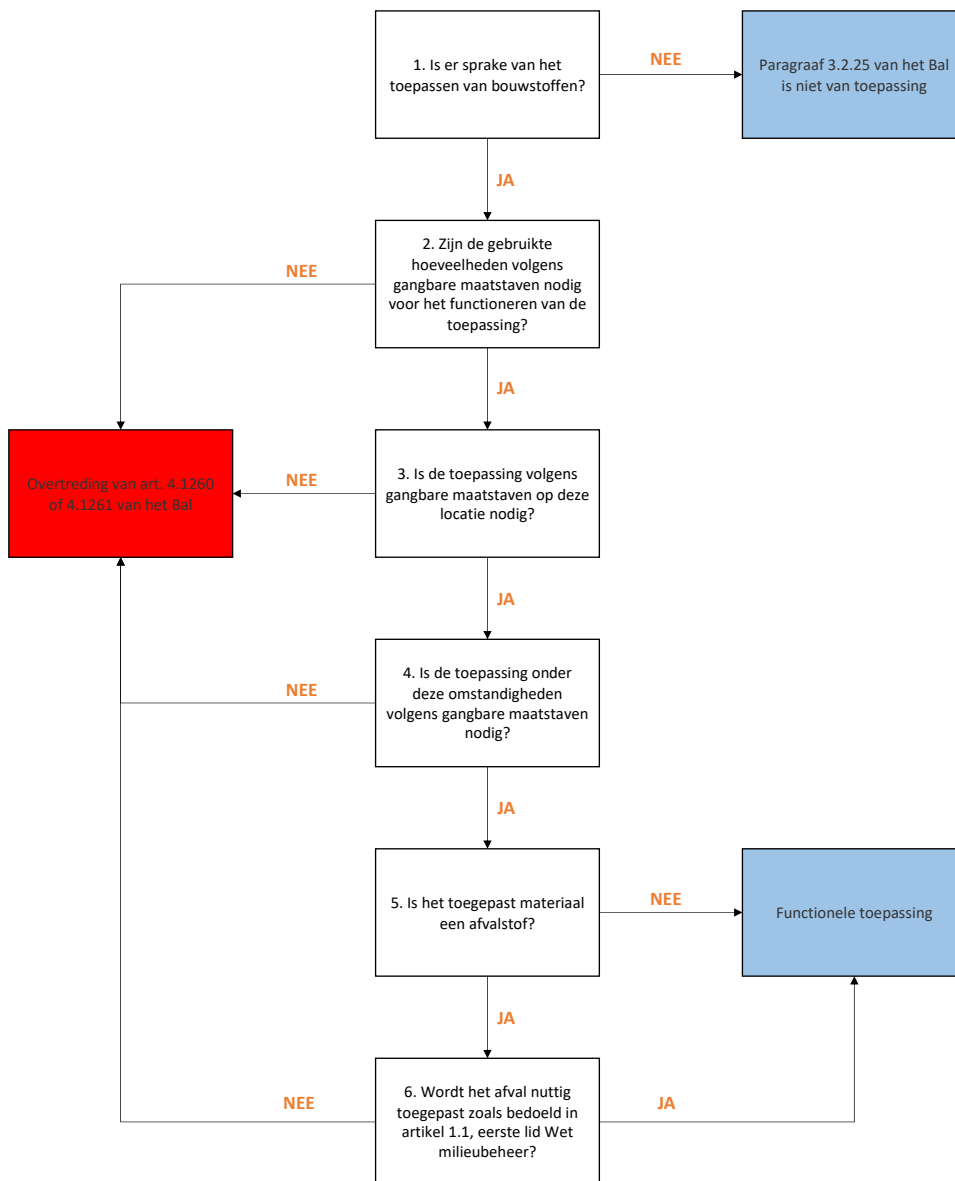 1. Is er sprake van het
toepassen van bouwstoffen?
NEE
Paragraaf 3.2.25 van het Bal
is niet van toepassing
JA
2. Zijn de gebruikte
hoeveelheden volgens
gangbare maatstaven nodig
voor het functioneren van de
toepassing?
NEE
JA
Overtreding van art. 4.1260
of 4.1261 van het Bal
NEE
3. Is de toepassing volgens
gangbare maatstaven op deze
locatie nodig?
JA
NEE
4. Is de toepassing onder
deze omstandigheden
volgens gangbare maatstaven
nodig?
JA
5. Is het toegepast materiaal
een afvalstof?
NEE
Functionele toepassing
JA
NEE
6. Wordt het afval nuttig
toegepast zoals bedoeld in
artikel 1.1, eerste lid Wet
milieubeheer?
JA